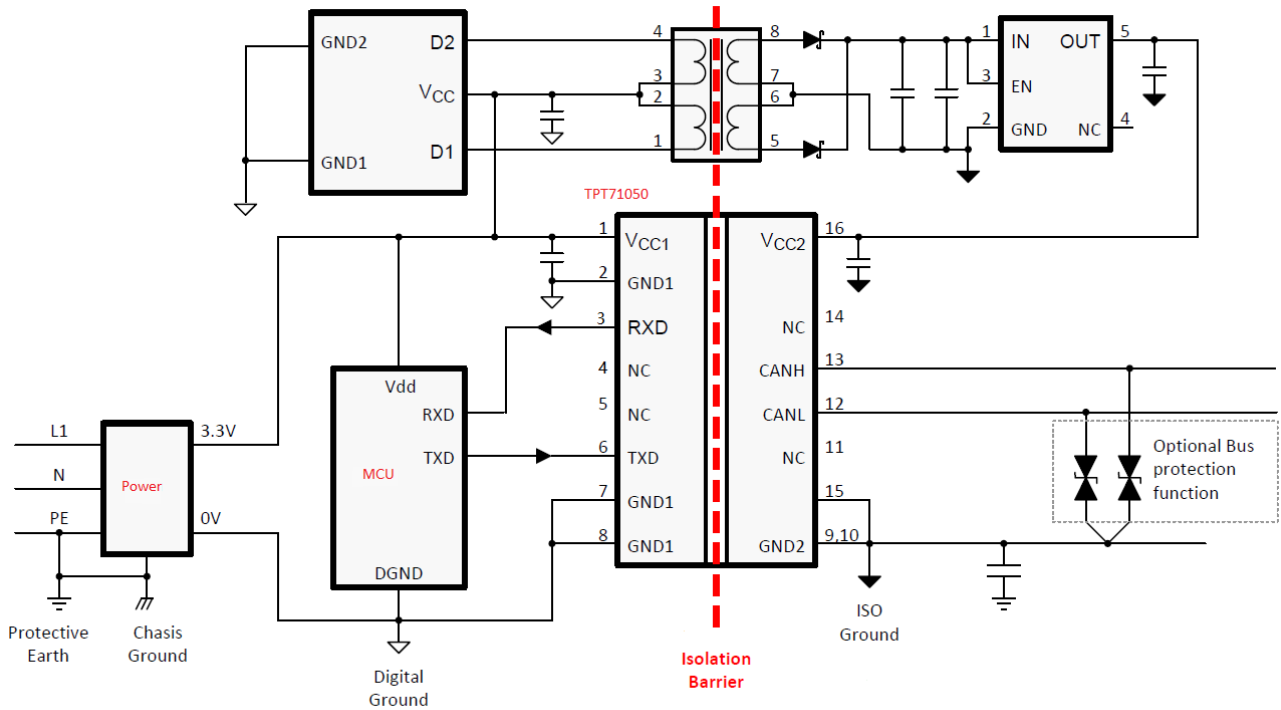 GND2
D2
4
8
1
IN
OUT
5
3
7
EN
VCC
2
6
2
GND
NC
4
GND1
D1
1
5
TPT71050
1
VCC1
VCC2
16
2
GND1
3
RXD
NC
14
4
NC
CANH
13
Vdd
RXD
5
NC
CANL
12
L1
3.3V
TXD
6
TXD
NC
11
Optional Bus
protection
function
MCU
N
Power
7
GND1
15
PE
0V
8
GND1
GND2
9,10
DGND
Protective
Earth
Chasis
Ground
Digital
Ground
Isolation
Barrier
ISO
Ground